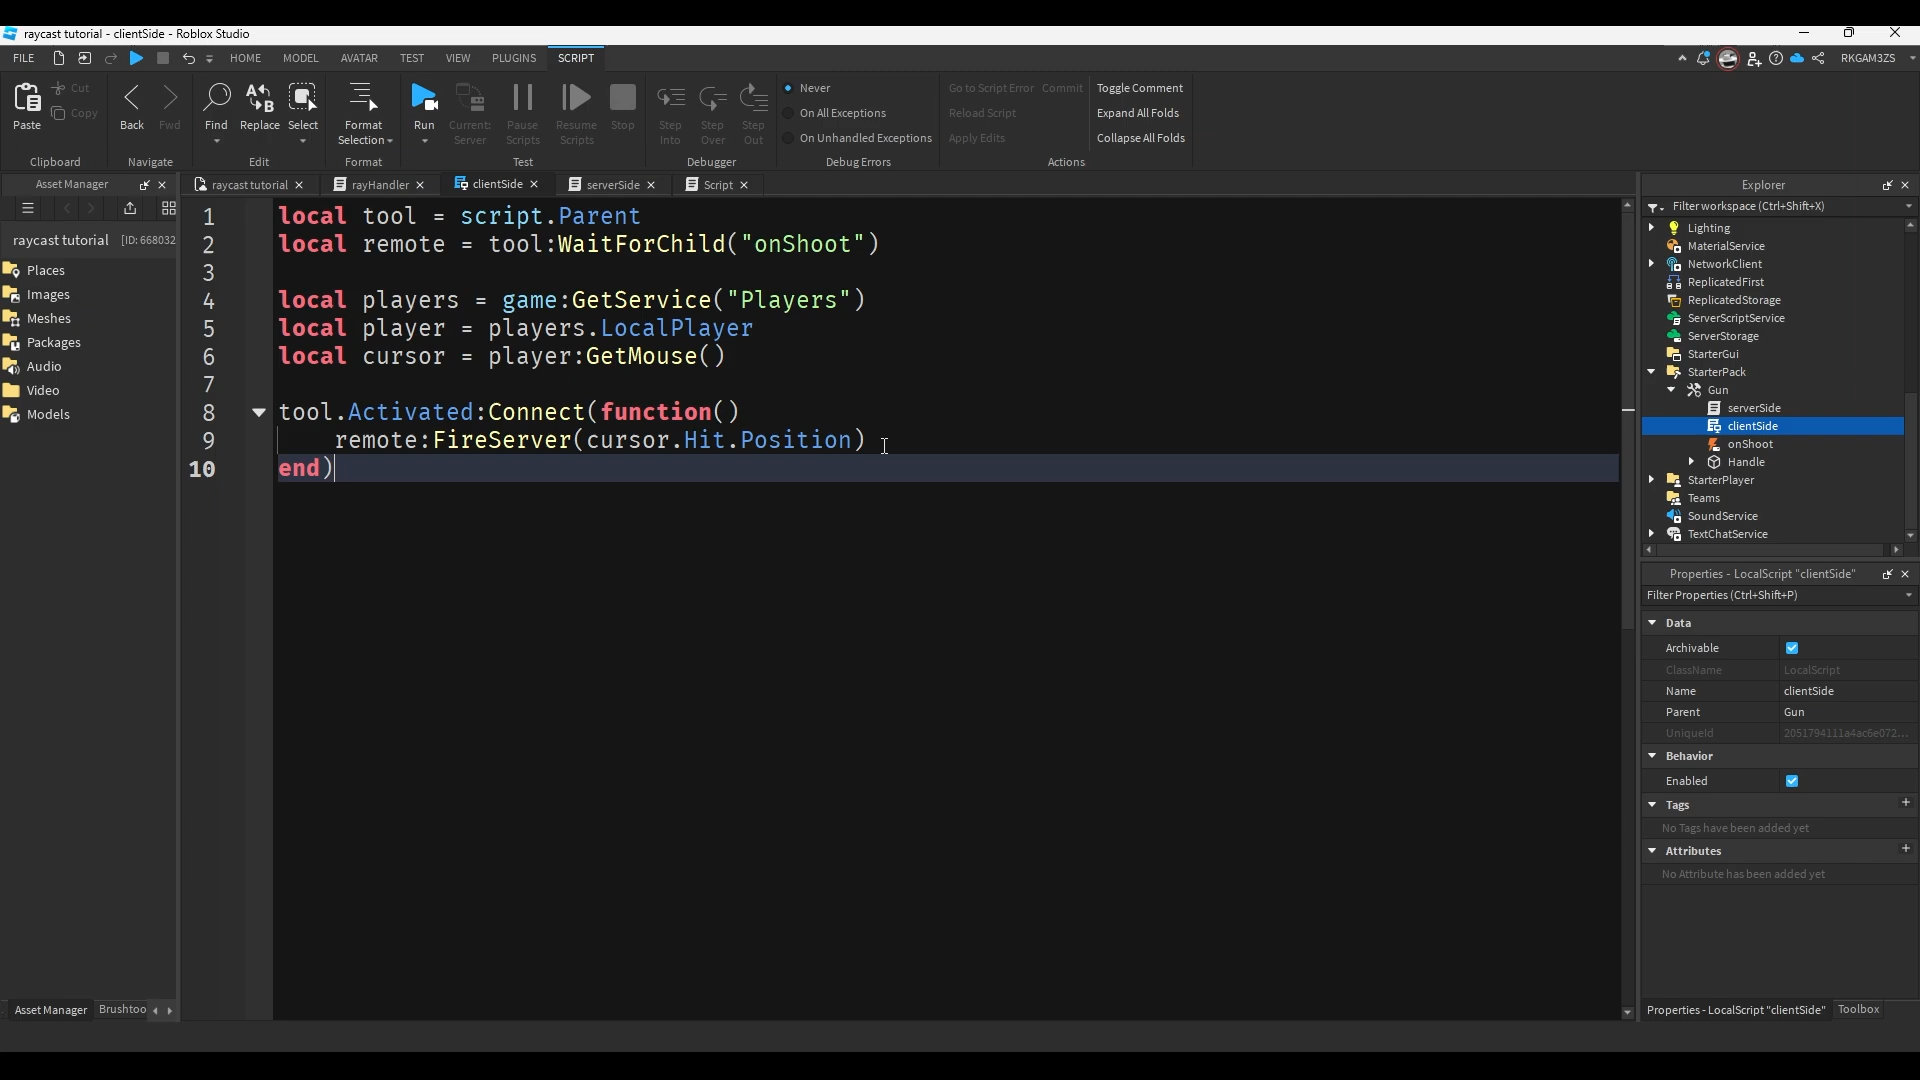 raycast tutorial - clientSide - Roblox Studio
FILE HOME MODEL AVATAR TEST VIEW PLUGINS SCRIPT RKGAM3ZS
Paste Cut Copy Back Fwd Find Replace Select Format Selection Run Current: Server Pause Scripts Resume Scripts Stop Step Into Step Over Step Out
Never
On All Exceptions
On Unhandled Exceptions
Go to Script Error Commit Toggle Comment
Reload Script Expand All Folds
Apply Edits Collapse All Folds
Clipboard Navigate Edit Format Test Debugger Debug Errors Actions
Asset Manager
raycast tutorial rayHandler clientSide serverSide Script
raycast tutorial [ID: 668032
Places
Images
Meshes
Packages
Audio
Video
Models
1 local tool = script.Parent
2 local remote = tool:WaitForChild("onShoot")
3
4 local players = game:GetService("Players")
5 local player = players.LocalPlayer
6 local cursor = player:GetMouse()
7
8 tool.Activated:Connect(function()
9 remote:FireServer(cursor.Hit.Position)
10 end)
Explorer
Filter workspace (Ctrl+Shift+X)
Lighting
MaterialService
NetworkClient
ReplicatedFirst
ReplicatedStorage
ServerScriptService
ServerStorage
StarterGui
StarterPack
Gun
serverSide
clientSide
onShoot
Handle
StarterPlayer
Teams
SoundService
TextChatService
Properties - LocalScript "clientSide"
Filter Properties (Ctrl+Shift+P)
Data
Archivable
ClassName LocalScript
Name clientSide
Parent Gun
UniqueId 2051794111a4ac6e072...
Behavior
Enabled
Tags
No Tags have been added yet
Attributes
No Attribute has been added yet
Asset Manager Brushtoo
Properties - LocalScript "clientSide" Toolbox